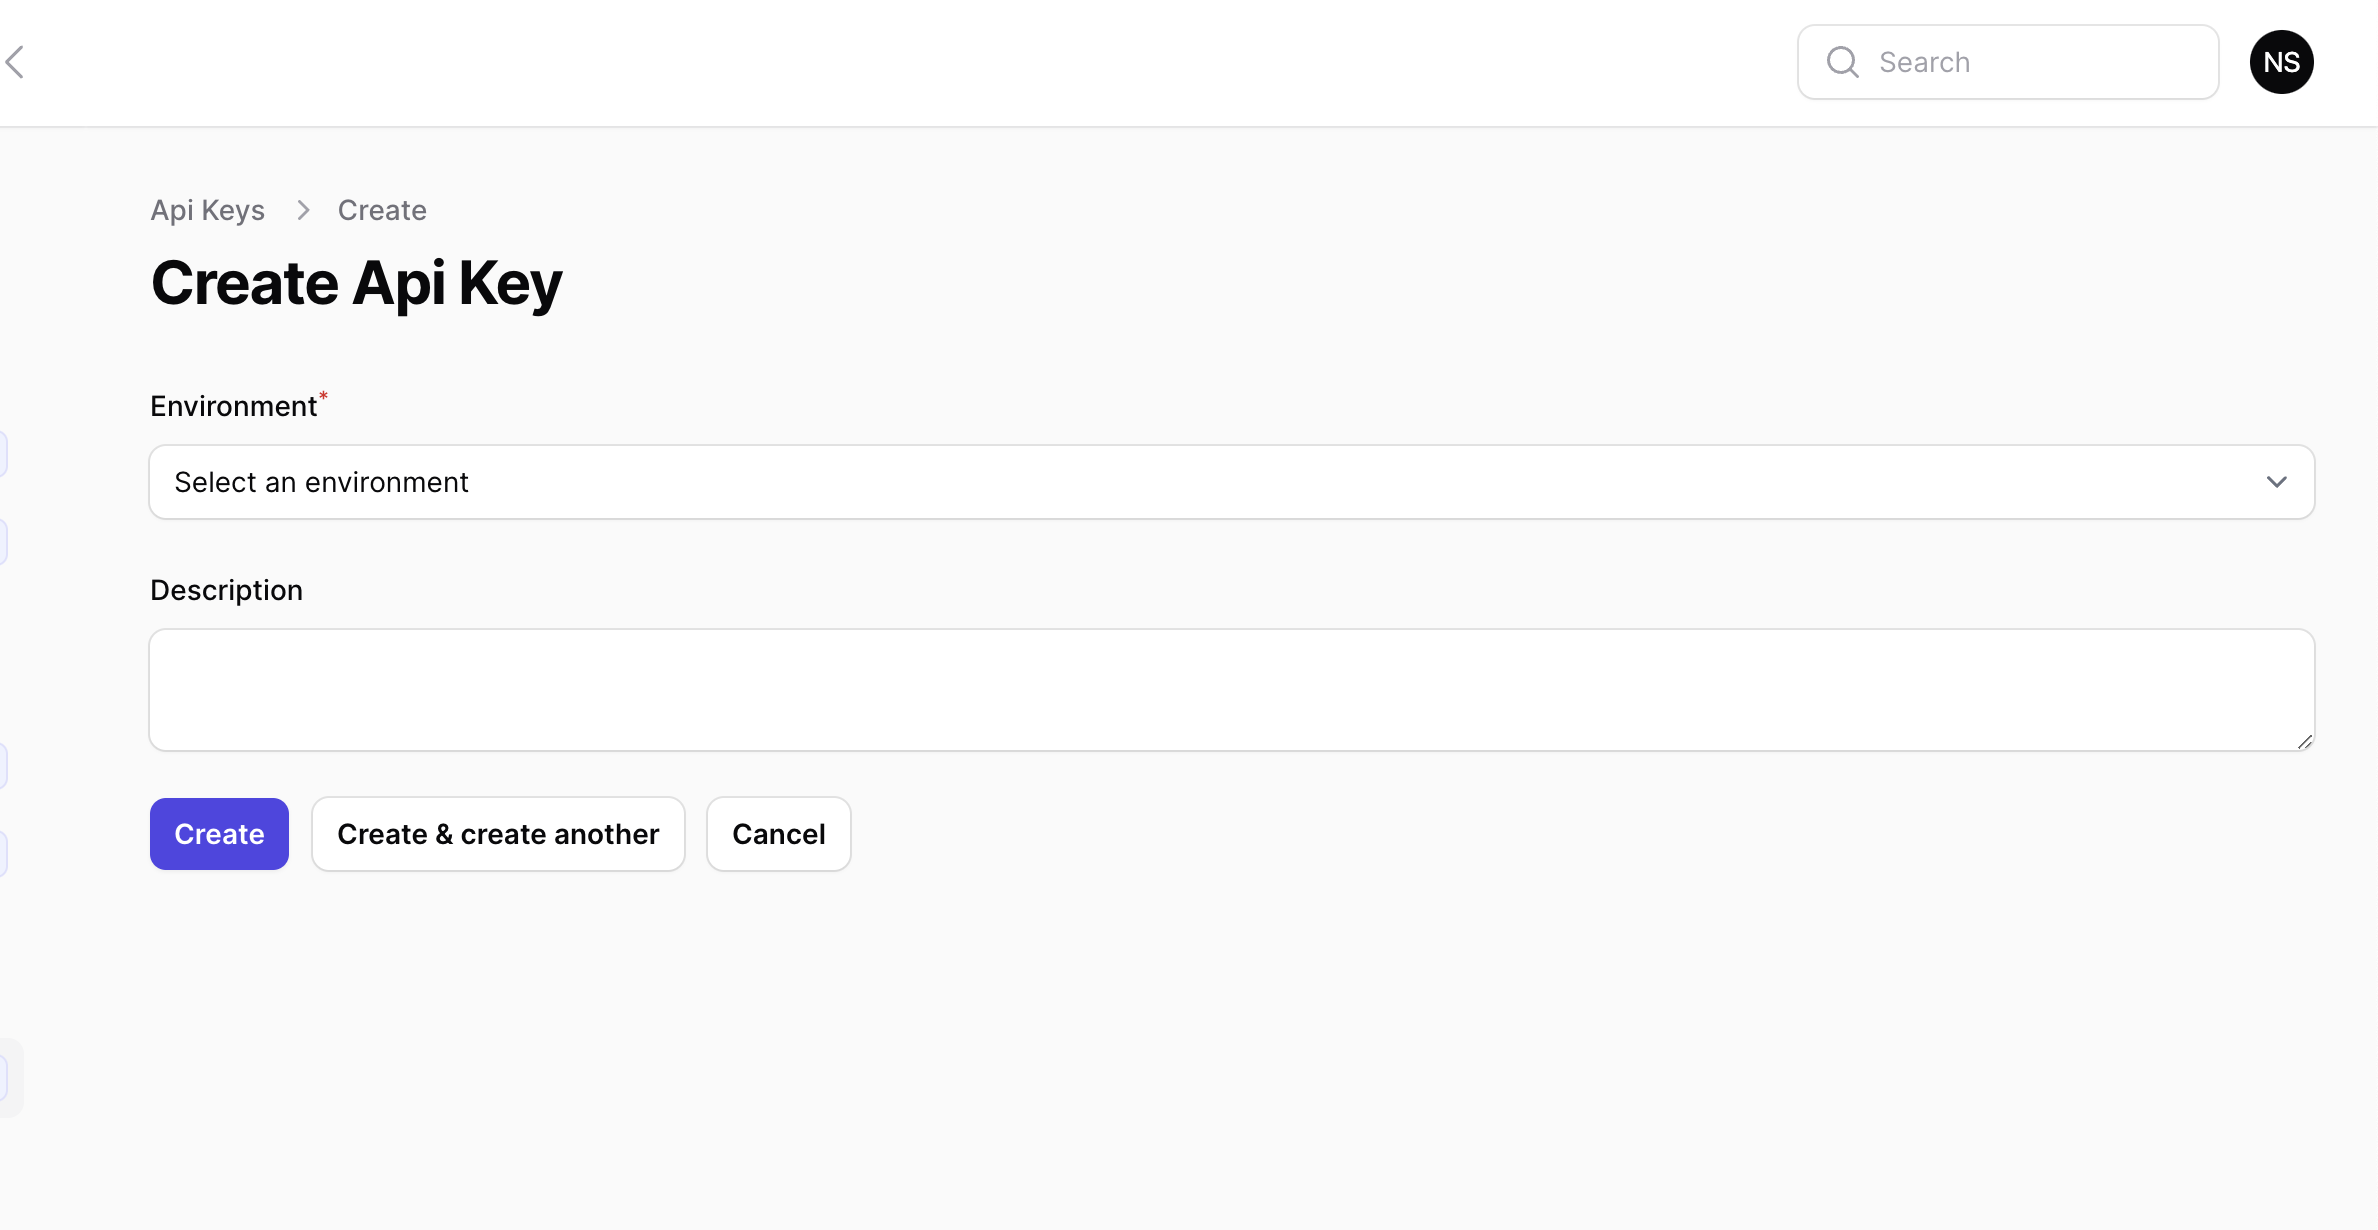 Search
NS
Api Keys > Create
Create Api Key
Environment*
Select an environment
Description
Create
Create & create another
Cancel